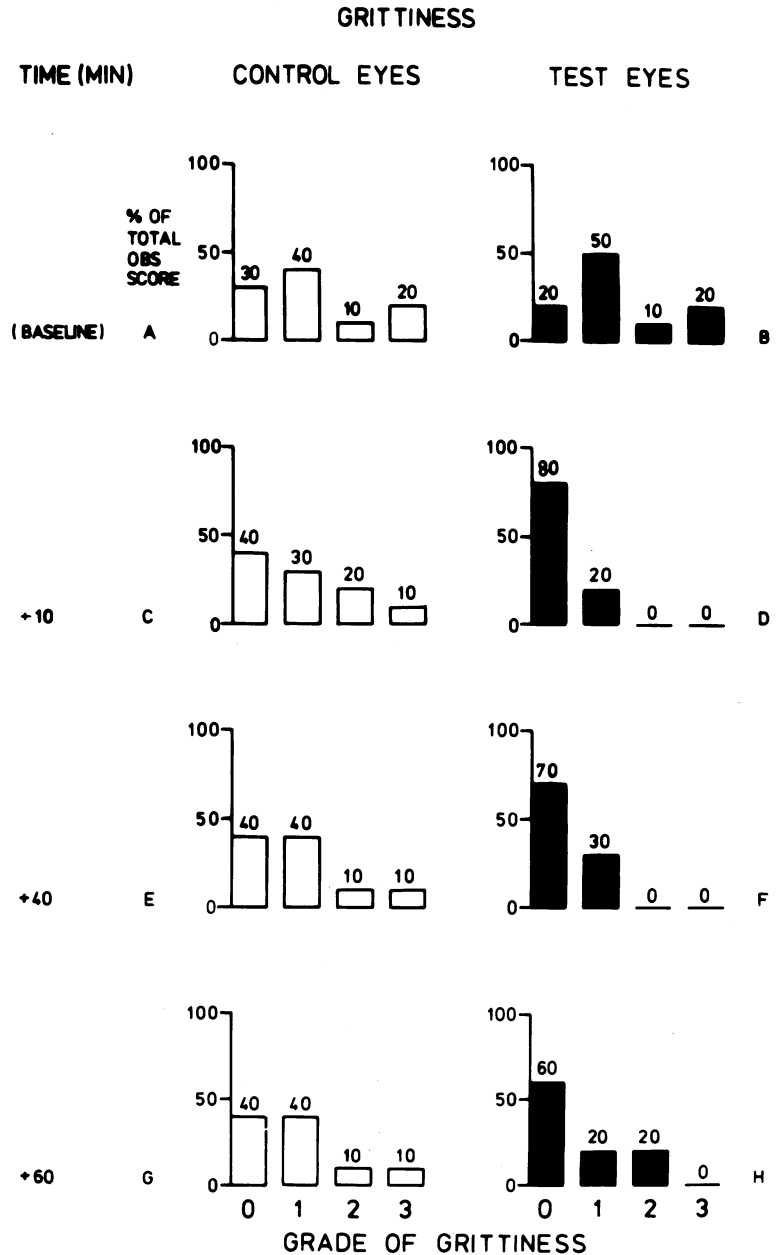 GRITTINESS
TIME (MIN) CONTROL EYES TEST EYES
% OF
TOTAL
OBS
SCORE
(BASELINE) A
100
50
0
30 40 10 20
100
50
0
20 50 10 20
B
+10 C
100
50
0
40 30 20 10
100
50
0
80 20 0 0
D
+40 E
100
50
0
40 40 10 10
100
50
0
70 30 0 0
F
+60 G
100
50
0
40 40 10 10
100
50
0
60 20 20 0
H
0 1 2 3 0 1 2 3
GRADE OF GRITTINESS